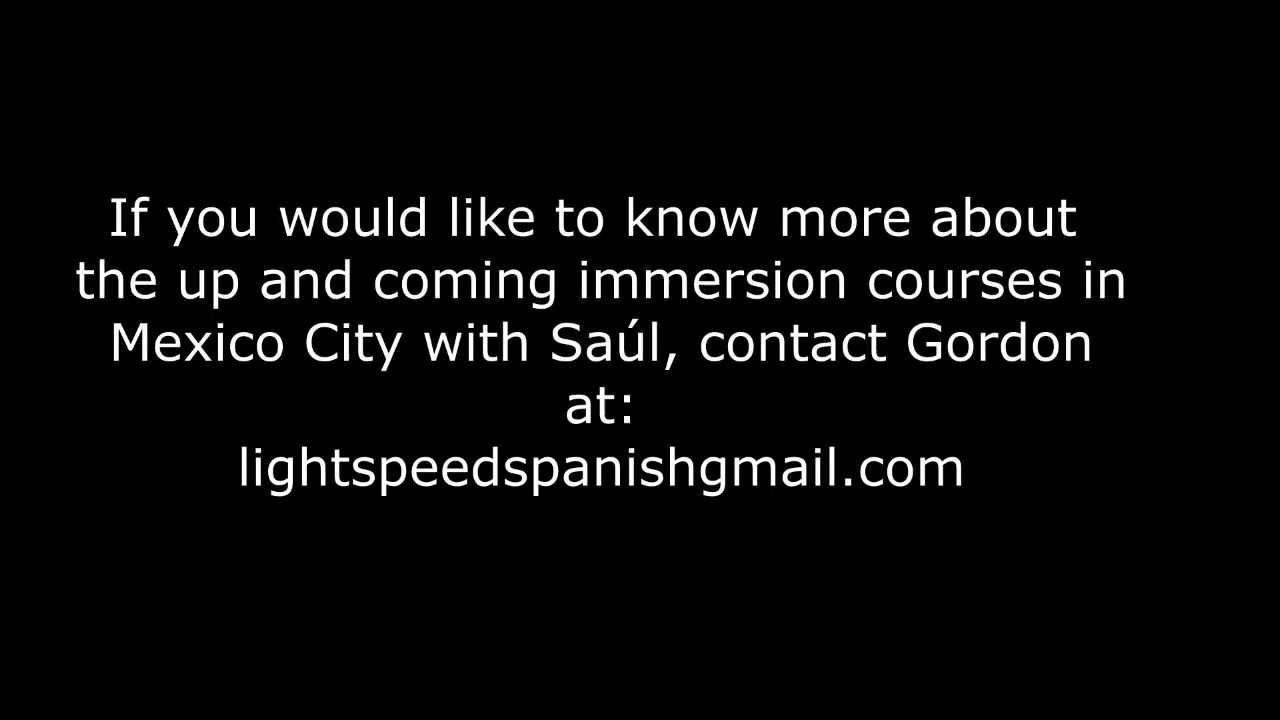 If you would like to know more about
the up and coming immersion courses in
Mexico City with Saúl, contact Gordon
at:
lightspeedspanishgmail.com